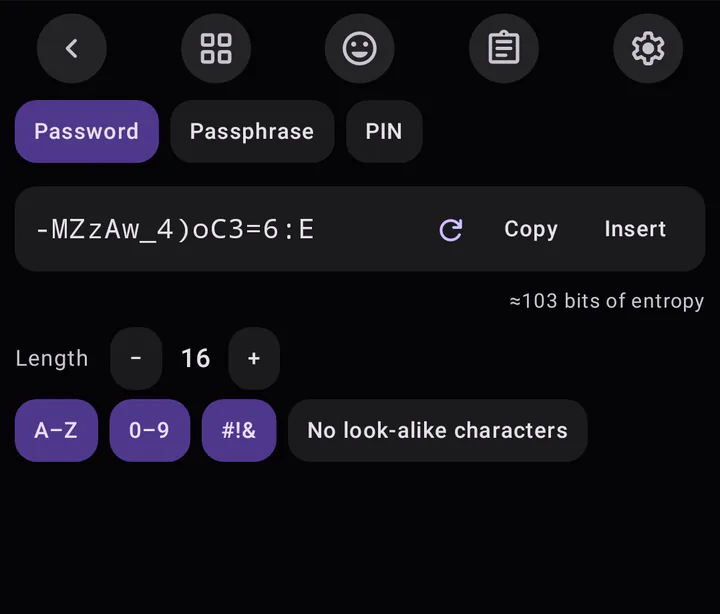 Password Passphrase PIN
-MZzAw_4)oC3=6:E Copy Insert
≈103 bits of entropy
Length − 16 +
A–Z 0–9 #!& No look-alike characters